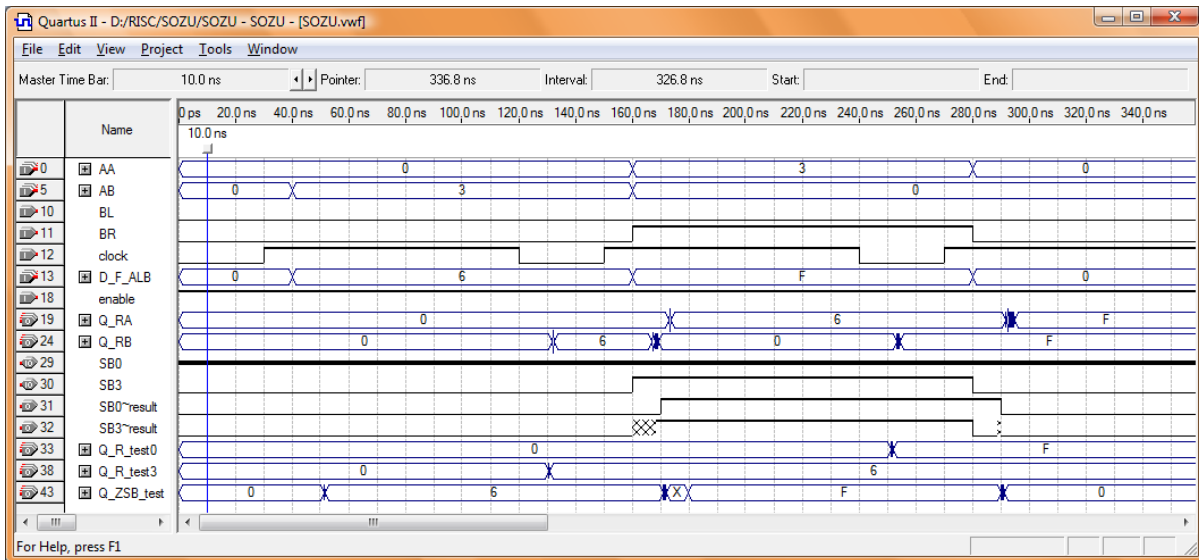 Quartus II - D:/RISC/SOZU/SOZU - SOZU - [SOZU.vwf]
File Edit View Project Tools Window
Master Time Bar: 10.0 ns Pointer: 336.8 ns Interval: 326.8 ns Start: End:
Name
0 ps 20.0 ns 40.0 ns 60.0 ns 80.0 ns 100.0 ns 120.0 ns 140.0 ns 160.0 ns 180.0 ns 200.0 ns 220.0 ns 240.0 ns 260.0 ns 280.0 ns 300.0 ns 320.0 ns 340.0 ns
10.0 ns
0 AA 0 3 0
5 AB 0 3 0
10 BL
11 BR
12 clock
13 D_F_ALB 0 6 F 0
18 enable
19 Q_RA 0 6 F
24 Q_RB 0 6 0 F
29 SB0
30 SB3
31 SB0~result
32 SB3~result
33 Q_R_test0 0 F
38 Q_R_test3 0 6
43 Q_ZSB_test 0 6 X F 0
For Help, press F1